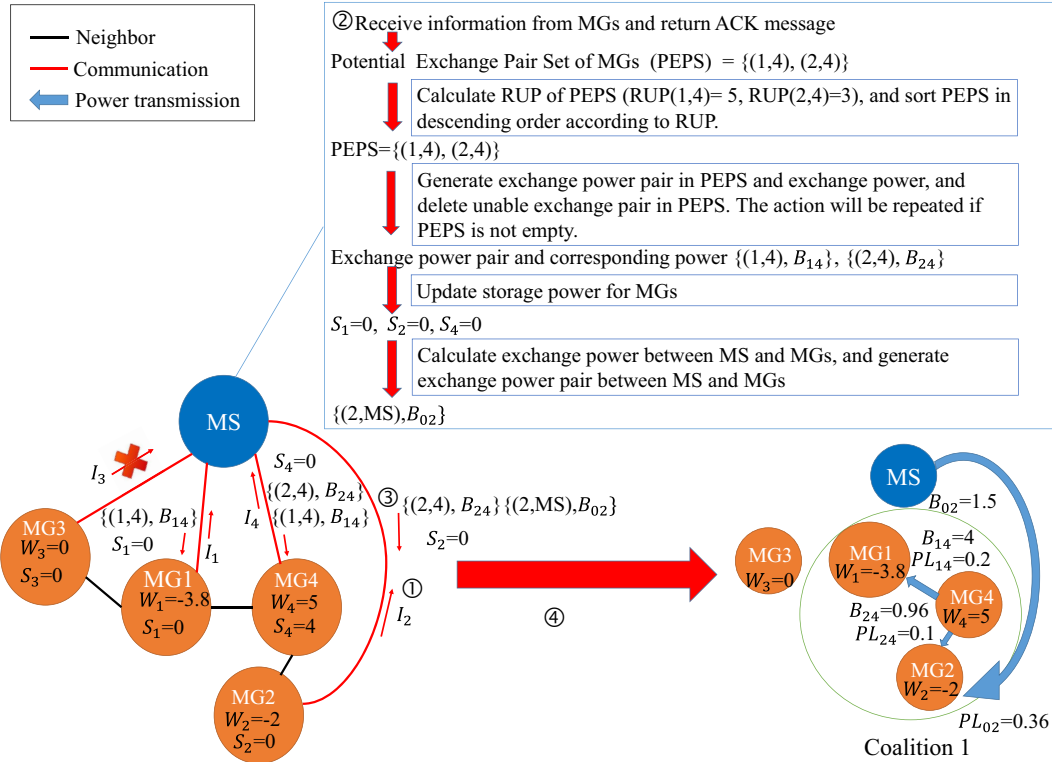 Neighbor
Communication
Power transmission
②Receive information from MGs and return ACK message
Potential Exchange Pair Set of MGs (PEPS) = {(1,4), (2,4)}
Calculate RUP of PEPS (RUP(1,4)= 5, RUP(2,4)=3), and sort PEPS in
descending order according to RUP.
PEPS={(1,4), (2,4)}
Generate exchange power pair in PEPS and exchange power, and
delete unable exchange pair in PEPS. The action will be repeated if
PEPS is not empty.
Exchange power pair and corresponding power {(1,4), B₁₄}, {(2,4), B₂₄}
Update storage power for MGs
S₁=0, S₂=0, S₄=0
Calculate exchange power between MS and MGs, and generate
exchange power pair between MS and MGs
{(2,MS),B₀₂}
MS
I₃
{(1,4), B₁₄}
S₁=0
I₁
I₄
S₄=0
{(2,4), B₂₄}
{(1,4), B₁₄}
③
{(2,4), B₂₄}{(2,MS),B₀₂}
S₂=0
①
I₂
MG3
W₃=0
S₃=0
MG1
W₁=-3.8
S₁=0
MG4
W₄=5
S₄=4
MG2
W₂=-2
S₂=0
④
MS
B₀₂=1.5
MG3
W₃=0
MG1
W₁=-3.8
B₁₄=4
PL₁₄=0.2
MG4
W₄=5
B₂₄=0.96
PL₂₄=0.1
MG2
W₂=-2
PL₀₂=0.36
Coalition 1